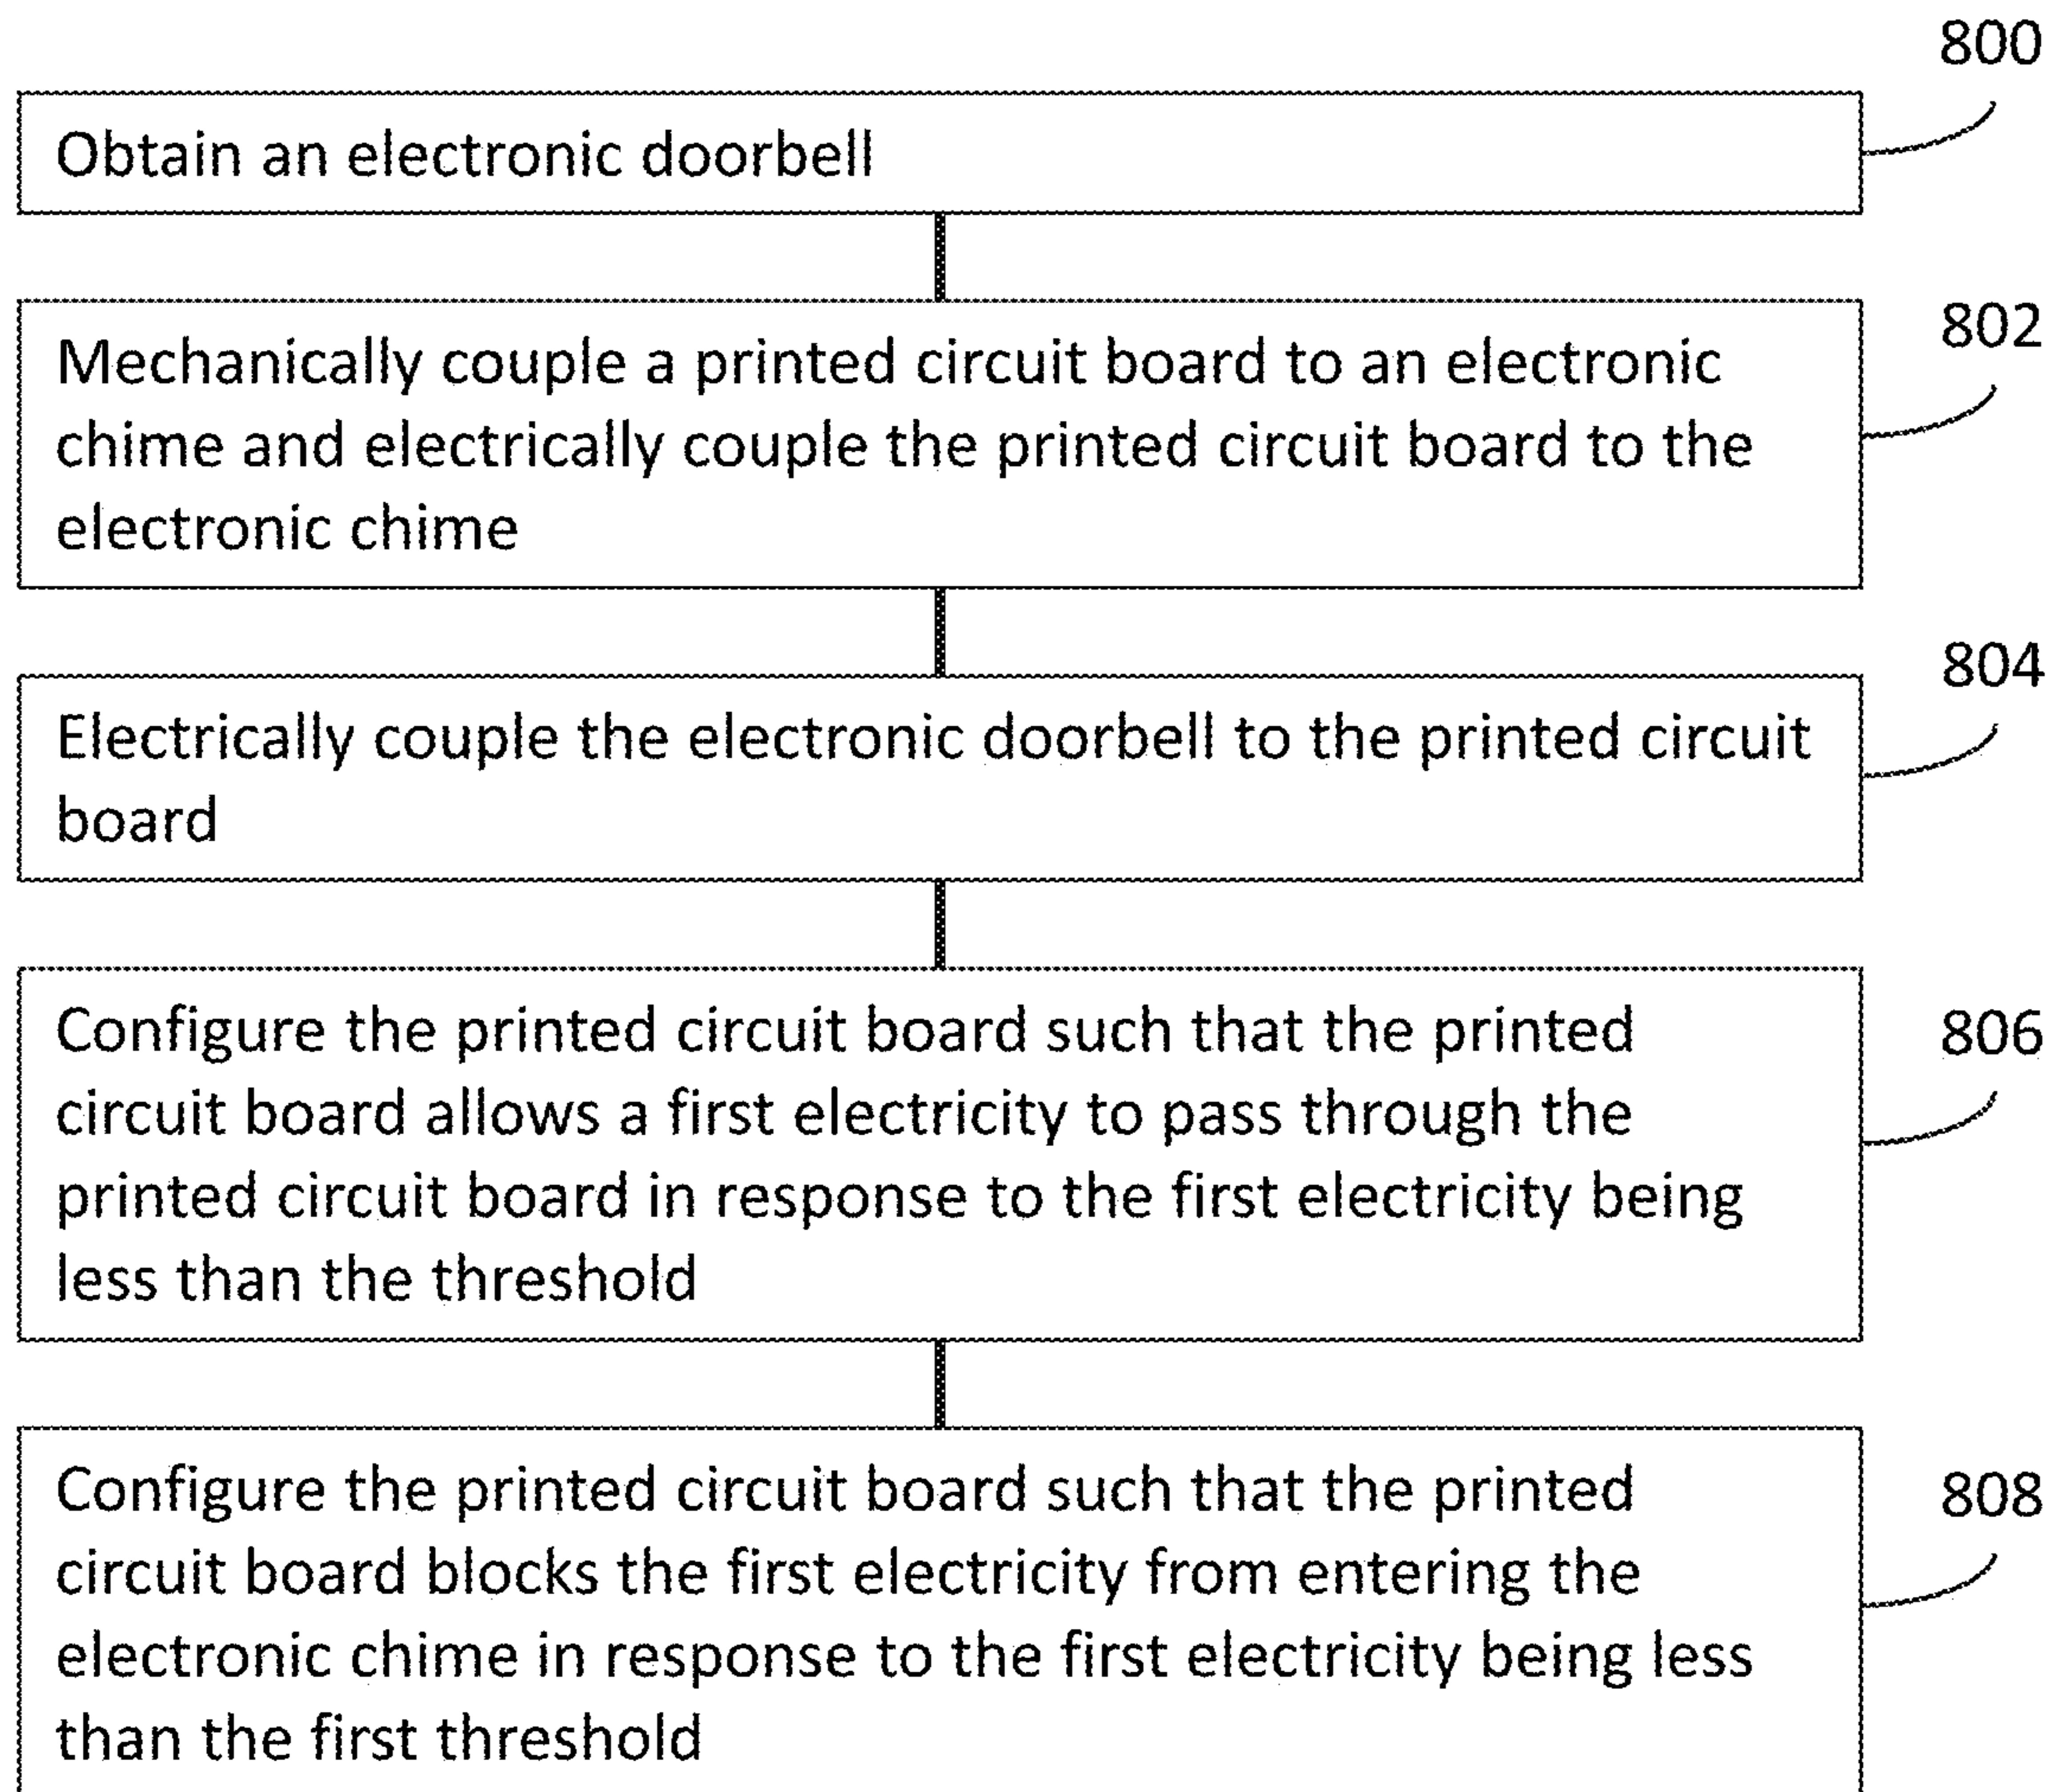 800
Obtain an electronic doorbell
802
Mechanically couple a printed circuit board to an electronic
chime and electrically couple the printed circuit board to the
electronic chime
804
Electrically couple the electronic doorbell to the printed circuit
board
806
Configure the printed circuit board such that the printed
circuit board allows a first electricity to pass through the
printed circuit board in response to the first electricity being
less than the threshold
808
Configure the printed circuit board such that the printed
circuit board blocks the first electricity from entering the
electronic chime in response to the first electricity being less
than the first threshold